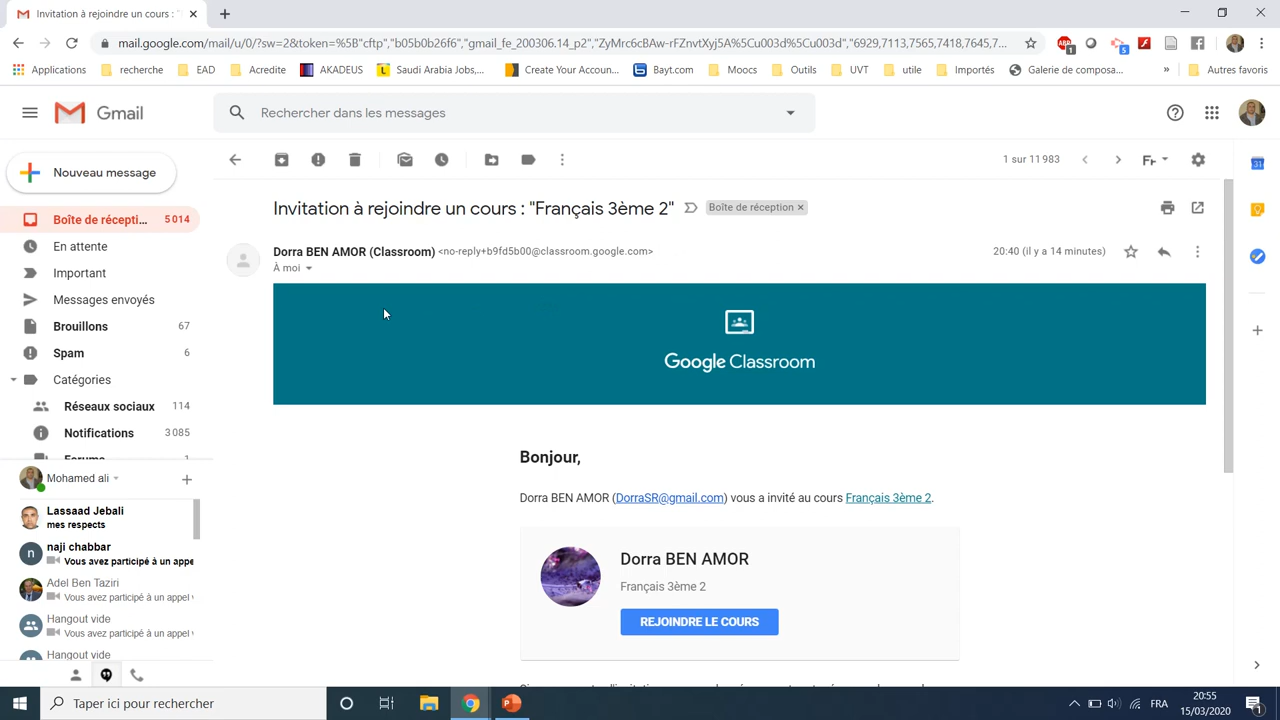 Invitation à rejoindre un cours : "
mail.google.com/mail/u/0/?sw=2&token=%5B"cftp","b05b0b26f6","gmail_fe_200306.14_p2","ZyMrc6cBAw-rFZnvtXyj5A%5Cu003d%5Cu003d","6929,7113,7565,7418,7645,7...
Applications recherche EAD Acredite AKADEUS Saudi Arabia Jobs,... Create Your Accoun... Bayt.com Moocs Outils UVT utile Importés Galerie de composa... » Autres favoris
Gmail
Rechercher dans les messages
Nouveau message
1 sur 11 983
Boîte de récepti... 5 014
En attente
Important
Messages envoyés
Brouillons 67
Spam 6
Catégories
Réseaux sociaux 114
Notifications 3 085
Forums 1
Mohamed ali
Lassaad Jebali
mes respects
naji chabbar
Vous avez participé à un appe
Adel Ben Taziri
Vous avez participé à un appel
Hangout vide
Vous avez participé à un appel
Hangout vide
Invitation à rejoindre un cours : "Français 3ème 2"
Boîte de réception ×
Dorra BEN AMOR (Classroom) <no-reply+b9fd5b00@classroom.google.com>
20:40 (il y a 14 minutes)
À moi
Google Classroom
Bonjour,
Dorra BEN AMOR (DorraSR@gmail.com) vous a invité au cours Français 3ème 2.
Dorra BEN AMOR
Français 3ème 2
REJOINDRE LE COURS
Taper ici pour rechercher
FRA
20:55
15/03/2020